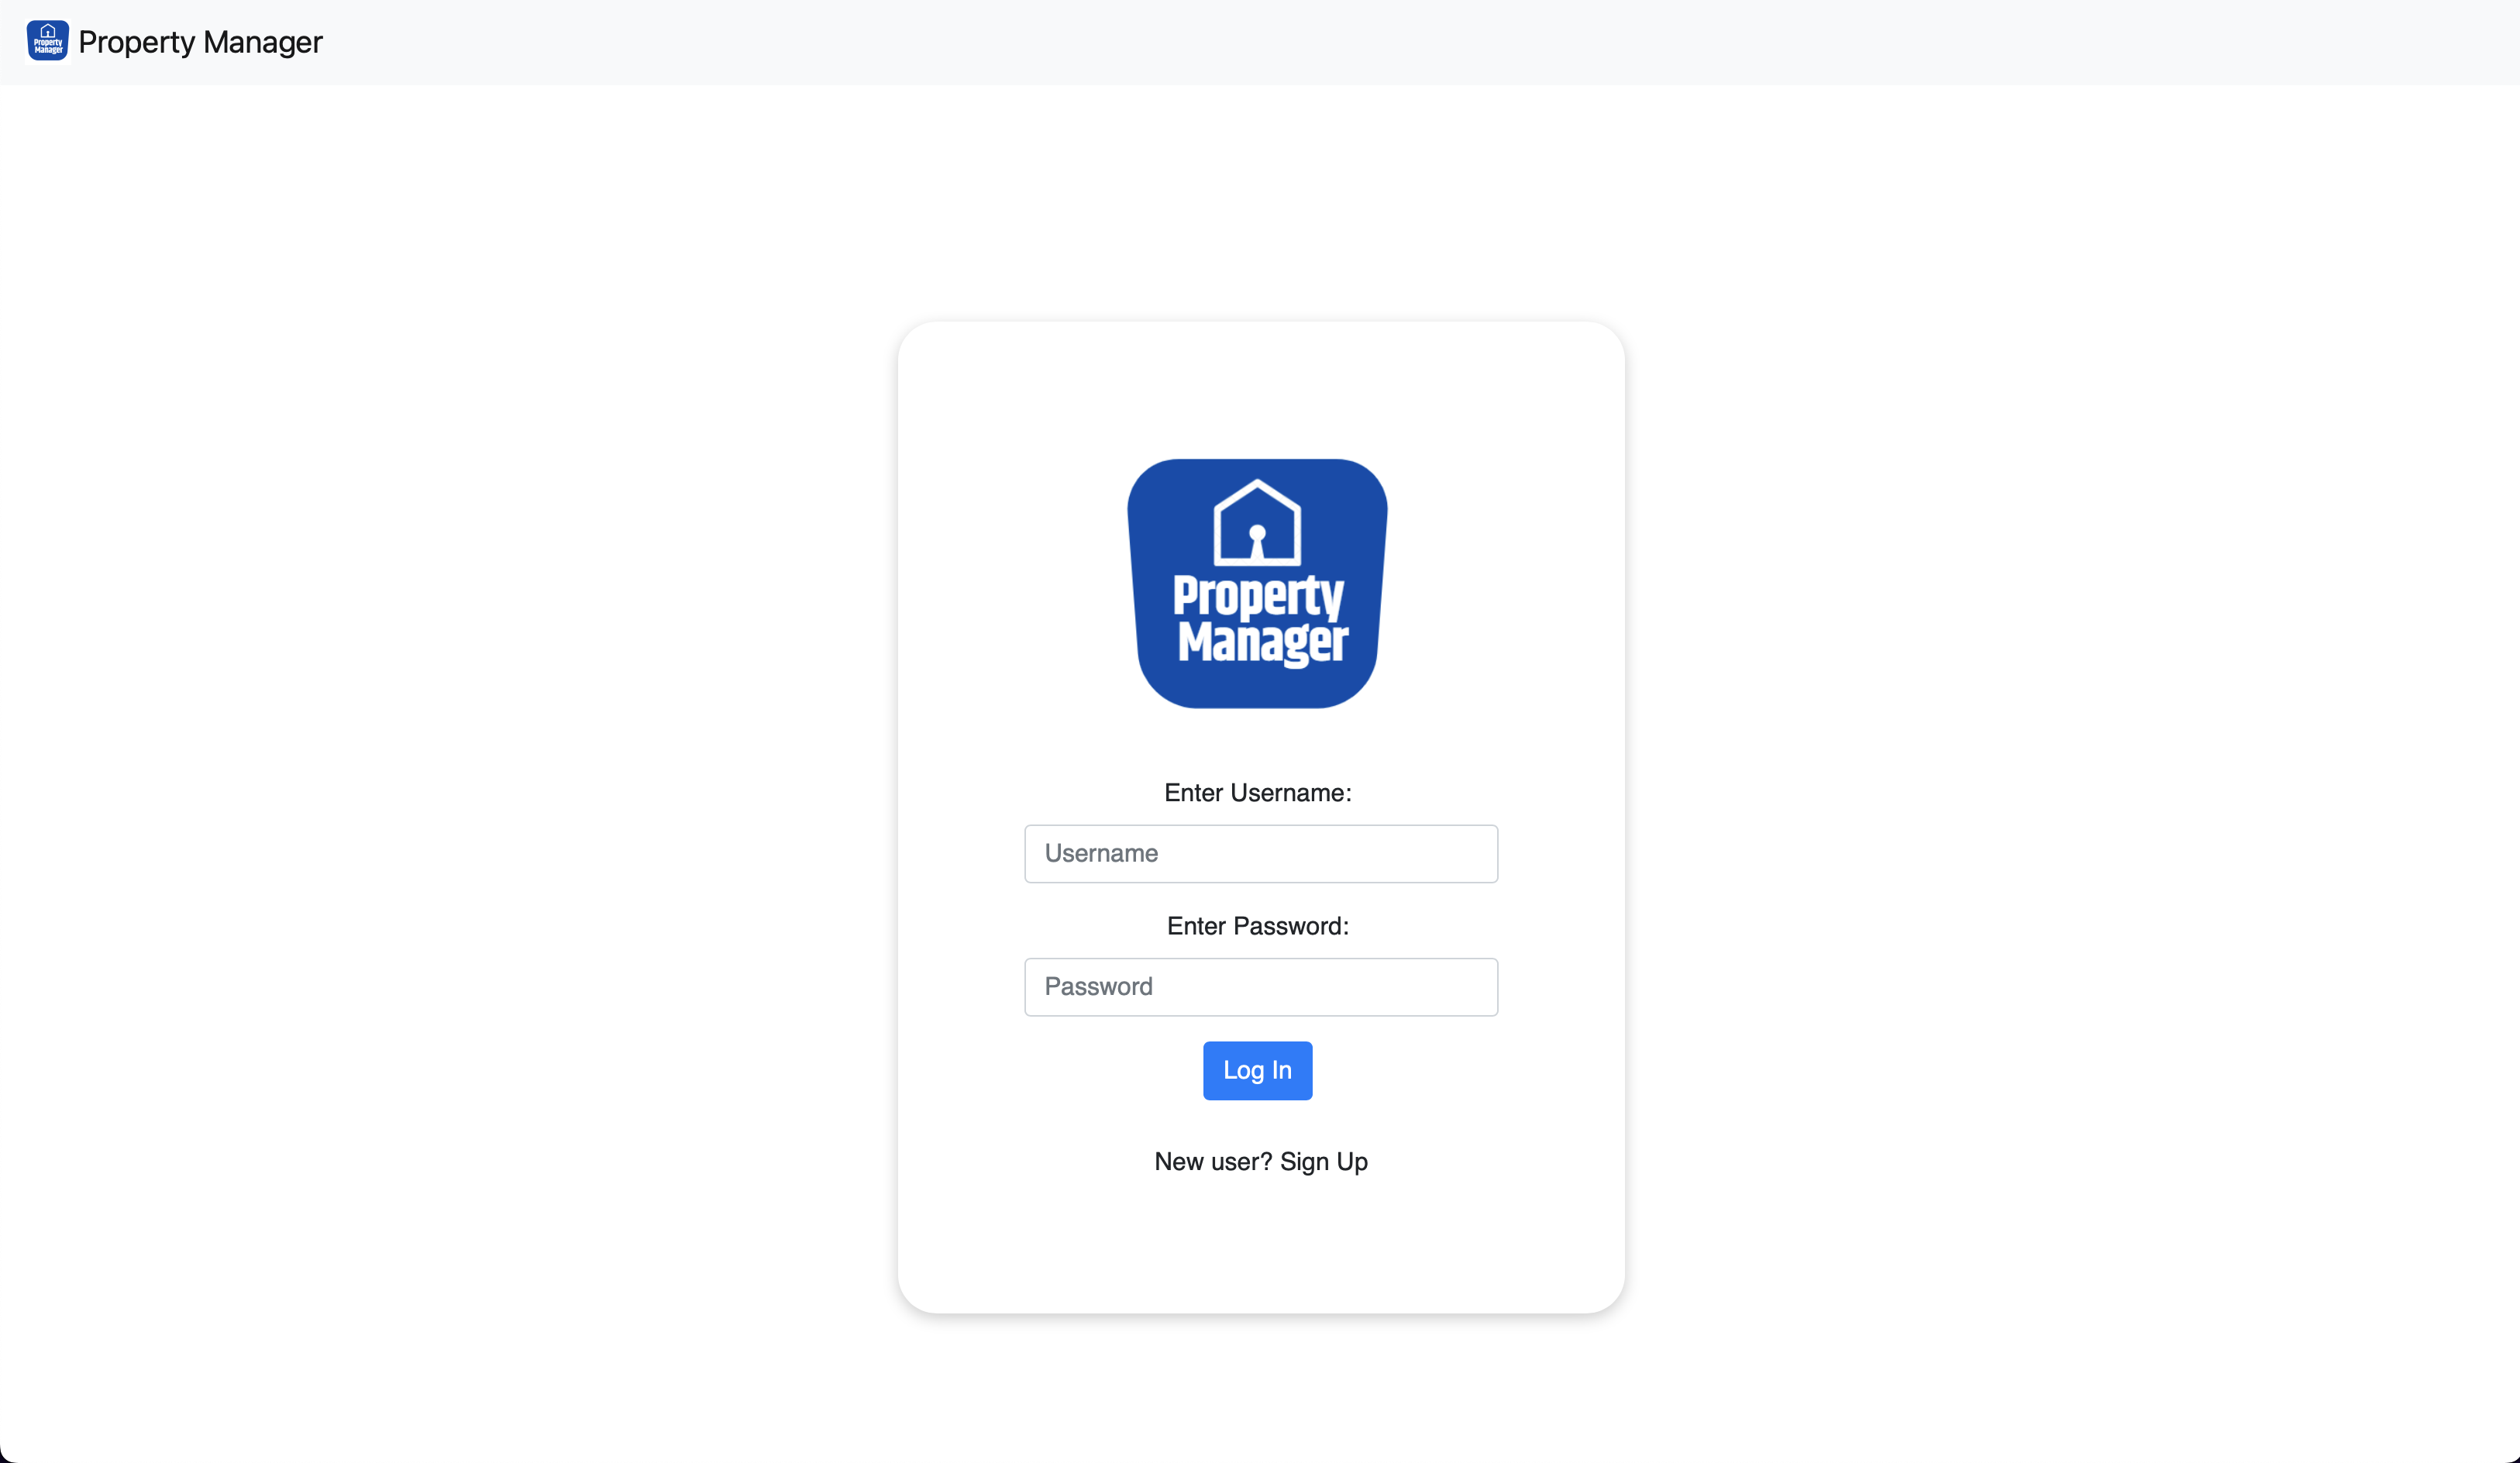 Property
Manager
Property Manager
Property
Manager
Enter Username:
Username
Enter Password:
Password
Log In
New user? Sign Up